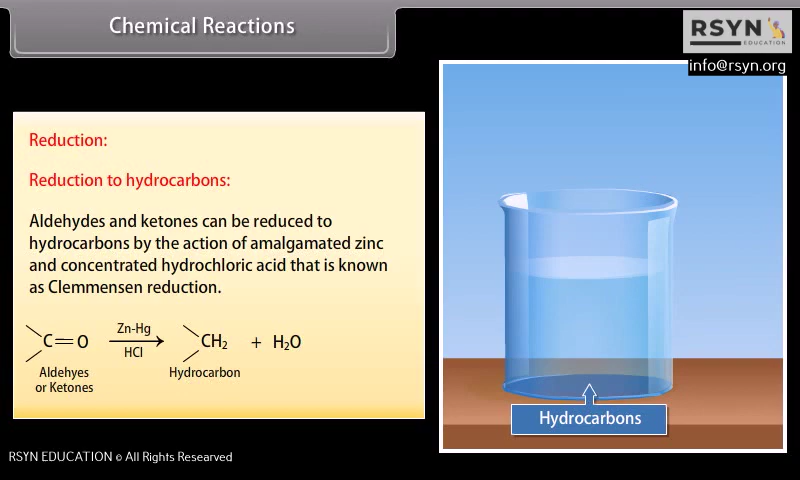 Chemical Reactions
RSYN
EDUCATION
info@rsyn.org
Reduction:
Reduction to hydrocarbons:
Aldehydes and ketones can be reduced to
hydrocarbons by the action of amalgamated zinc
and concentrated hydrochloric acid that is known
as Clemmensen reduction.
C=O Zn-Hg HCl CH₂ + H₂O
Aldehyes
or Ketones
Hydrocarbon
Hydrocarbons
RSYN EDUCATION © All Rights Researved